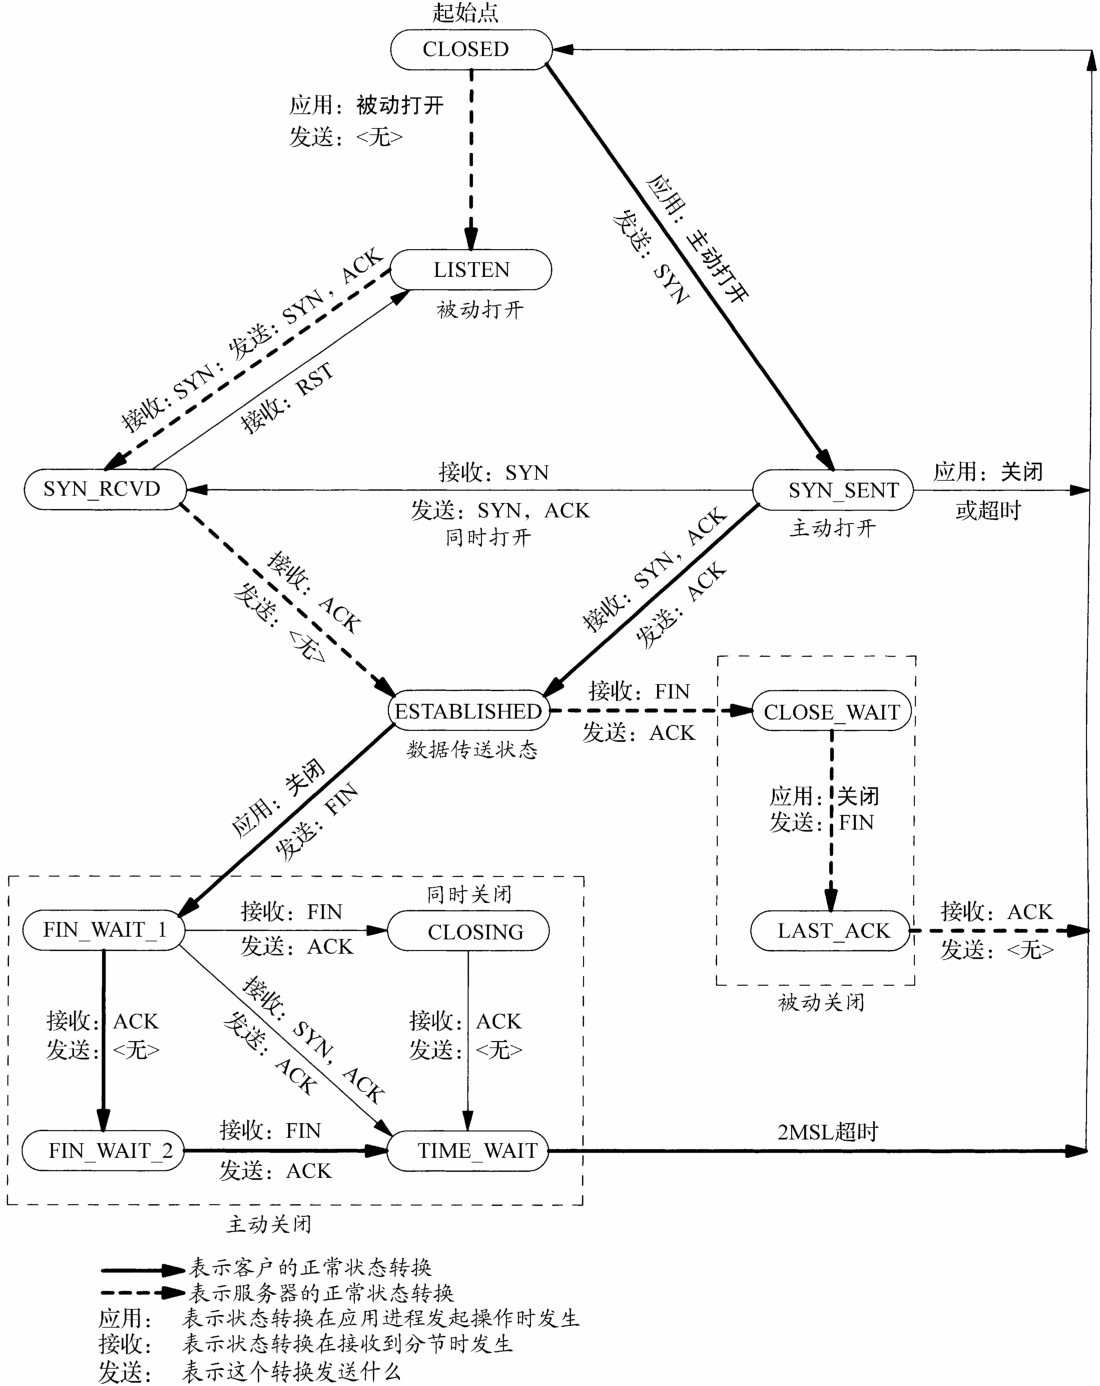 起始点
CLOSED
应用：被动打开
发送：<无>
应用：主动打开
发送：SYN
LISTEN
被动打开
接收：SYN；发送：SYN，ACK
接收：RST
SYN_RCVD
接收：SYN
发送：SYN，ACK
同时打开
SYN_SENT
主动打开
应用：关闭
或超时
接收：ACK
发送：<无>
接收：SYN，ACK
发送：ACK
ESTABLISHED
数据传送状态
接收：FIN
发送：ACK
CLOSE_WAIT
应用：关闭
发送：FIN
应用：关闭
发送：FIN
LAST_ACK
接收：ACK
发送：<无>
被动关闭
同时关闭
FIN_WAIT_1
接收：FIN
发送：ACK
CLOSING
接收：ACK
发送：<无>
接收：SYN，ACK
发送：ACK
接收：ACK
发送：<无>
FIN_WAIT_2
接收：FIN
发送：ACK
TIME_WAIT
2MSL超时
主动关闭
表示客户的正常状态转换
表示服务器的正常状态转换
应用： 表示状态转换在应用进程发起操作时发生
接收： 表示状态转换在接收到分节时发生
发送： 表示这个转换发送什么